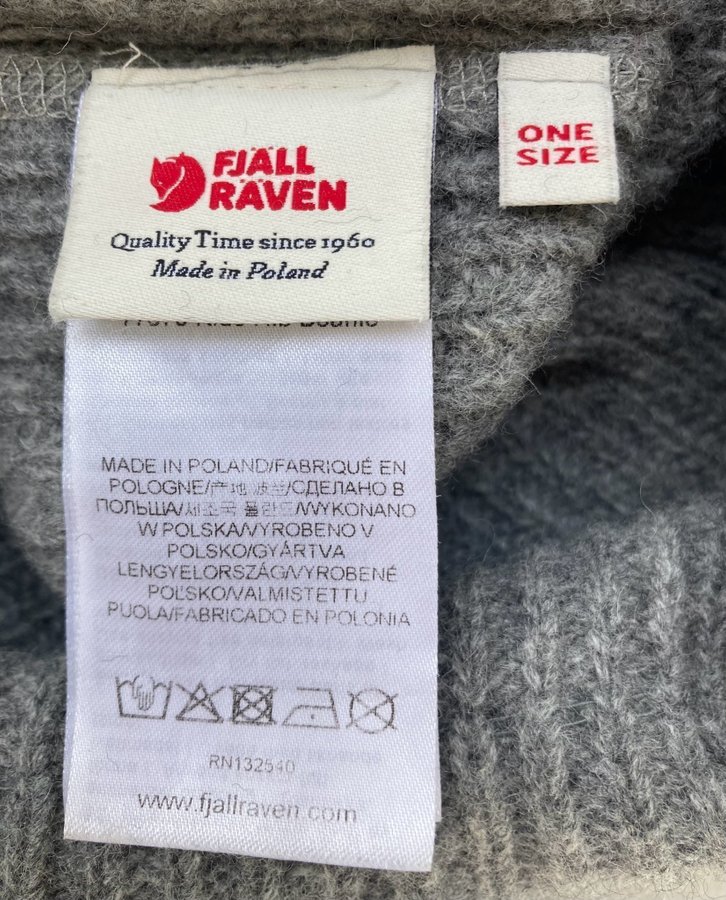 FJÄLL
RÄVEN
Quality Time since 1960
Made in Poland
ONE
SIZE
MADE IN POLAND/FABRIQUÉ EN
POLOGNE/产地 波兰/СДЕЛАНО В
ПОЛЬША/제조국 폴란드/WYKONANO
W POLSKA/VYROBENO V
POLSKO/GYÁRTVA
LENGYELORSZÁG/VYROBENÉ
POĽSKO/VALMISTETTU
PUOLA/FABRICADO EN POLONIA
RN132540
www.fjallraven.com